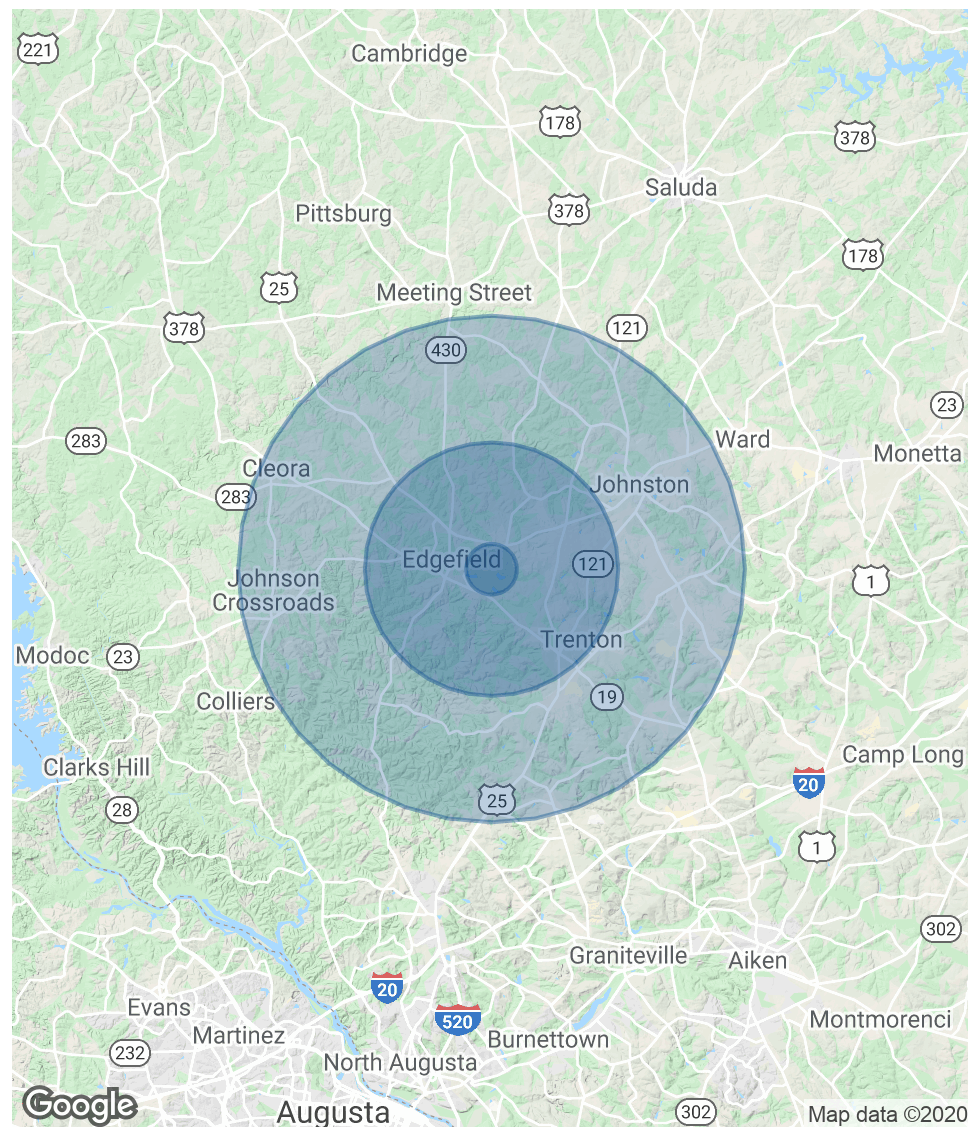 221
Cambridge
178
378
Saluda
Pittsburg
378
178
25
Meeting Street
378
121
430
23
283
Ward
Monetta
Cleora
Johnston
283
Edgefield
121
Johnson
Crossroads
1
Trenton
Modoc
23
19
Colliers
Camp Long
Clarks Hill
20
25
28
1
302
Graniteville
Aiken
20
Evans
520
Montmorenci
Martinez
Burnettown
232
North Augusta
Google
Augusta
302
Map data ©2020